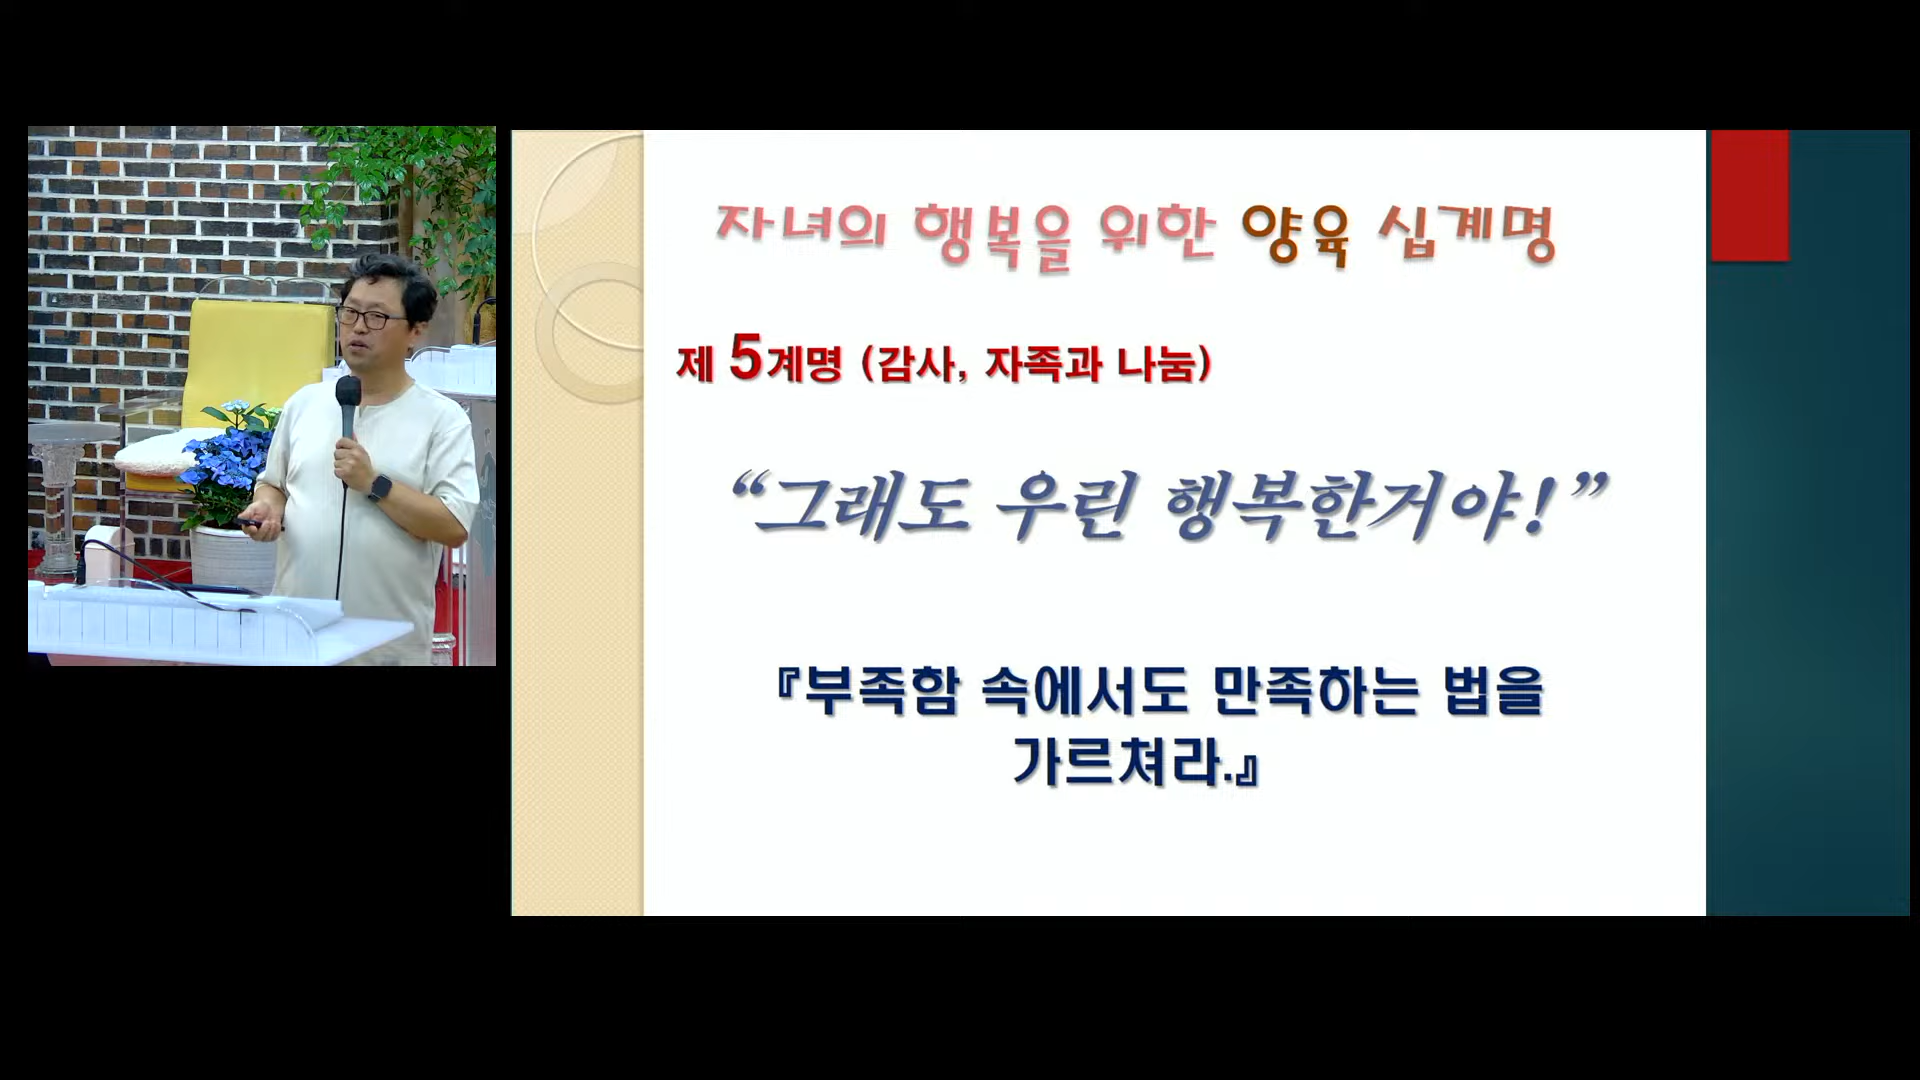 자녀의 행복을 위한 양육 십계명
제 5계명 (감사, 자족과 나눔)
“그래도 우린 행복한거야!”
『부족함 속에서도 만족하는 법을
가르쳐라.』